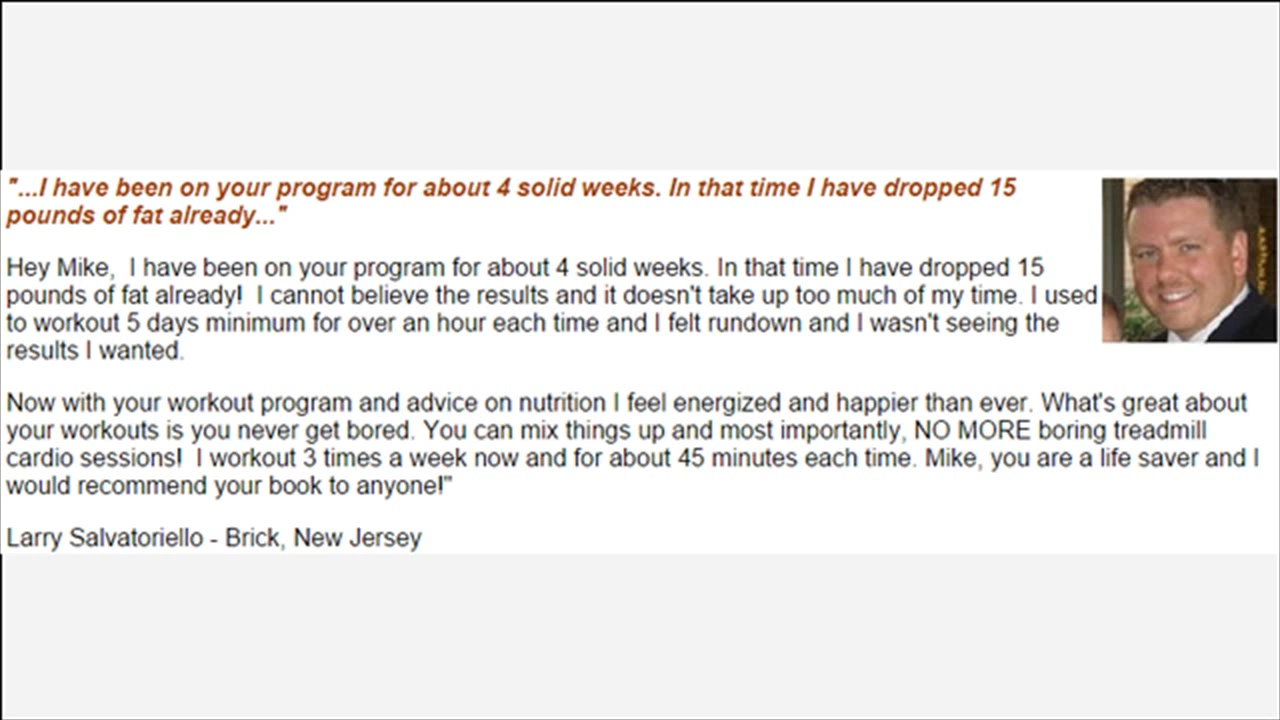 "...I have been on your program for about 4 solid weeks. In that time I have dropped 15
pounds of fat already..."
Hey Mike,  I have been on your program for about 4 solid weeks. In that time I have dropped 15
pounds of fat already!  I cannot believe the results and it doesn't take up too much of my time. I used
to workout 5 days minimum for over an hour each time and I felt rundown and I wasn't seeing the
results I wanted.
Now with your workout program and advice on nutrition I feel energized and happier than ever. What's great about
your workouts is you never get bored. You can mix things up and most importantly, NO MORE boring treadmill
cardio sessions!  I workout 3 times a week now and for about 45 minutes each time. Mike, you are a life saver and I
would recommend your book to anyone!"
Larry Salvatoriello - Brick, New Jersey